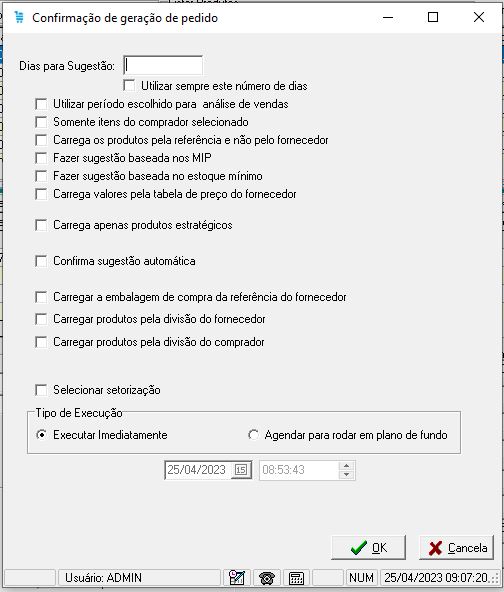 Confirmação de geração de pedido
Dias para Sugestão:
Utilizar sempre este número de dias
Utilizar período escolhido para análise de vendas
Somente itens do comprador selecionado
Carrega os produtos pela referência e não pelo fornecedor
Fazer sugestão baseada nos MIP
Fazer sugestão baseada no estoque mínimo
Carrega valores pela tabela de preço do fornecedor
Carrega apenas produtos estratégicos
Confirma sugestão automática
Carregar a embalagem de compra da referência do fornecedor
Carregar produtos pela divisão do fornecedor
Carregar produtos pela divisão do comprador
Selecionar setorização
Tipo de Execução
Executar Imediatamente Agendar para rodar em plano de fundo
25/04/2023 15 08:53:43
OK Cancela
Usuário: ADMIN NUM 25/04/2023 09:07:20